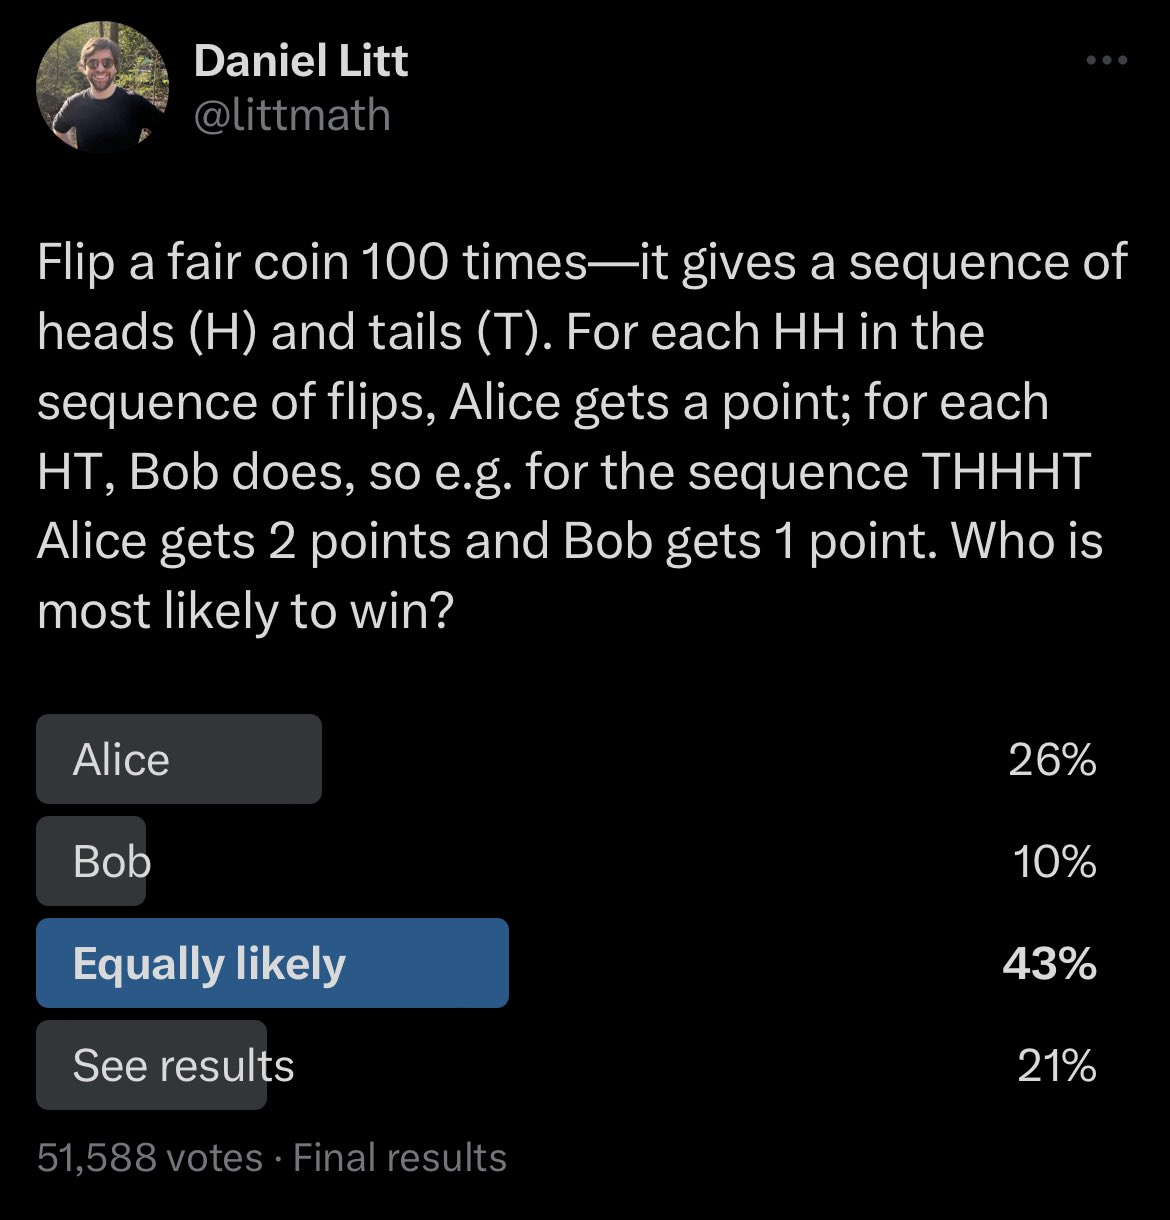 Daniel Litt
@littmath
Flip a fair coin 100 times—it gives a sequence of
heads (H) and tails (T). For each HH in the
sequence of flips, Alice gets a point; for each
HT, Bob does, so e.g. for the sequence THHHT
Alice gets 2 points and Bob gets 1 point. Who is
most likely to win?
Alice 26%
Bob 10%
Equally likely 43%
See results 21%
51,588 votes · Final results